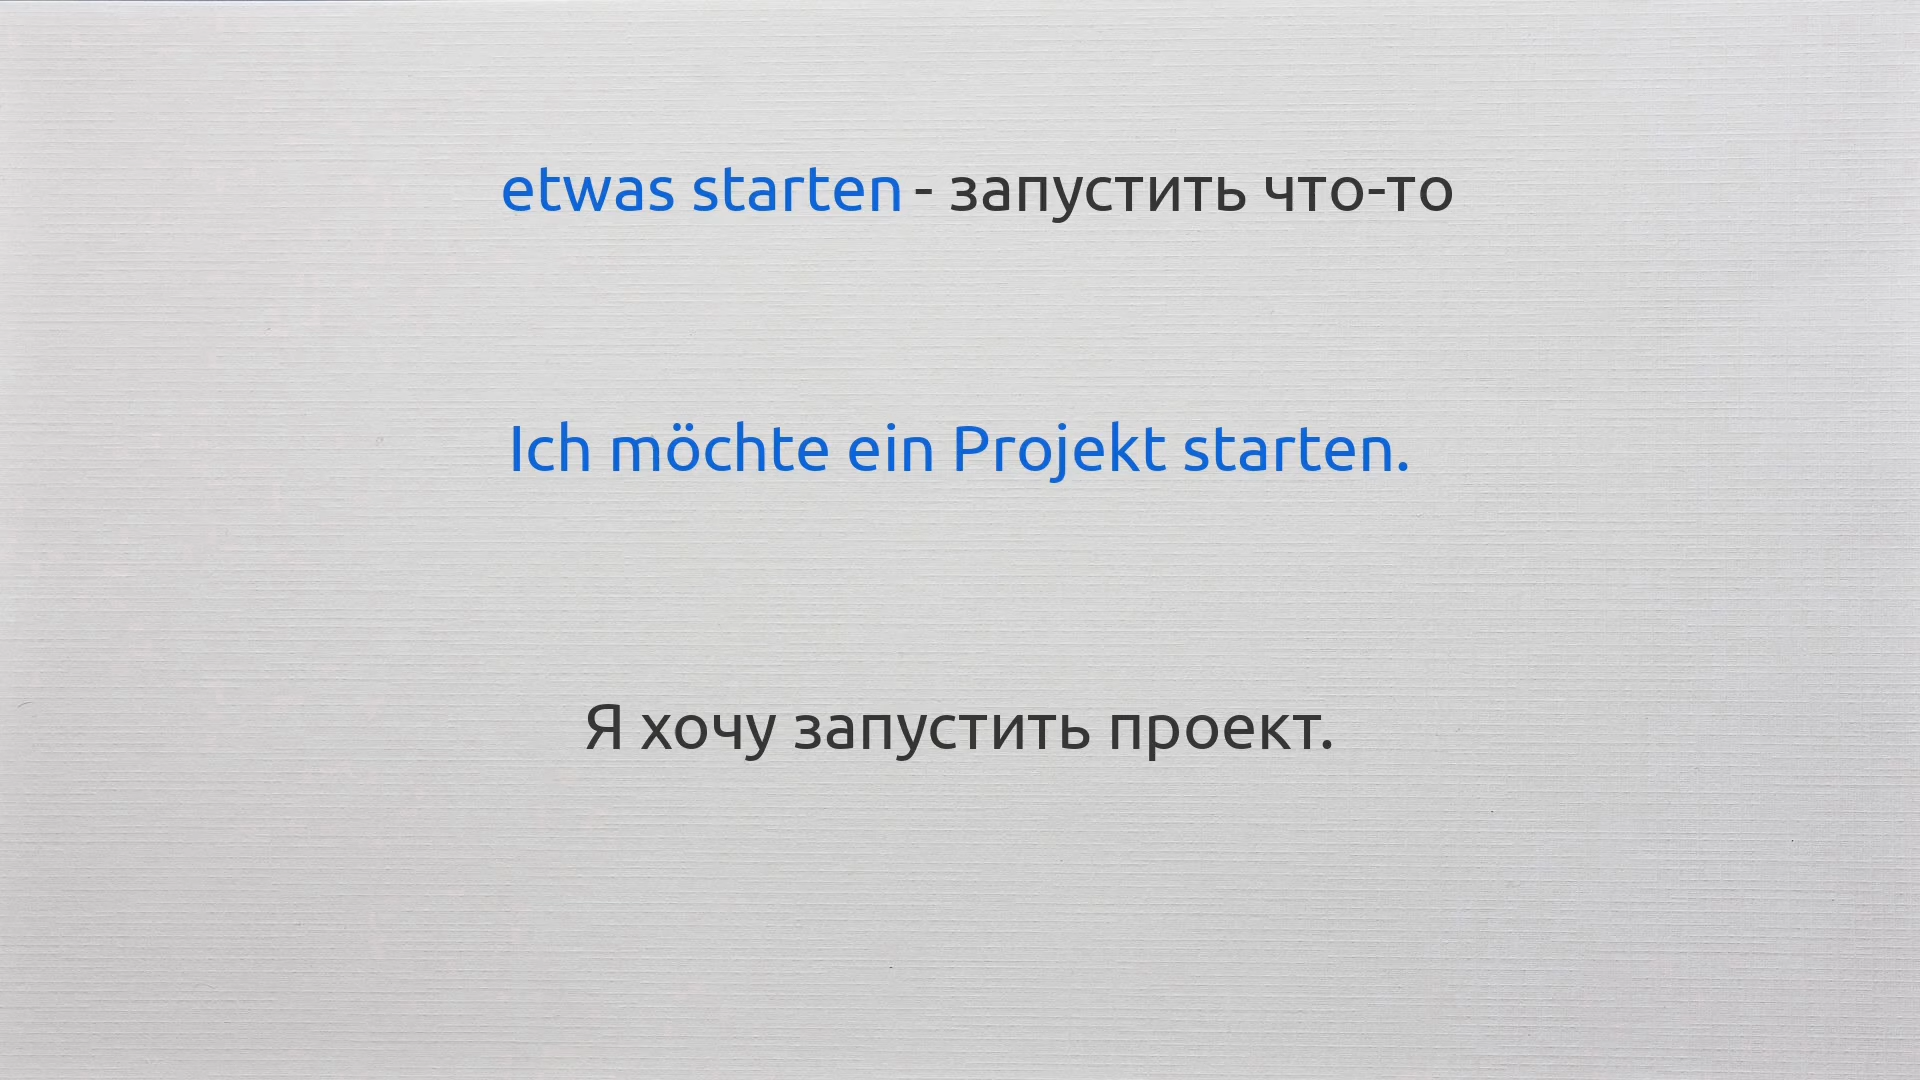 etwas starten - запустить что-то
Ich möchte ein Projekt starten.
Я хочу запустить проект.